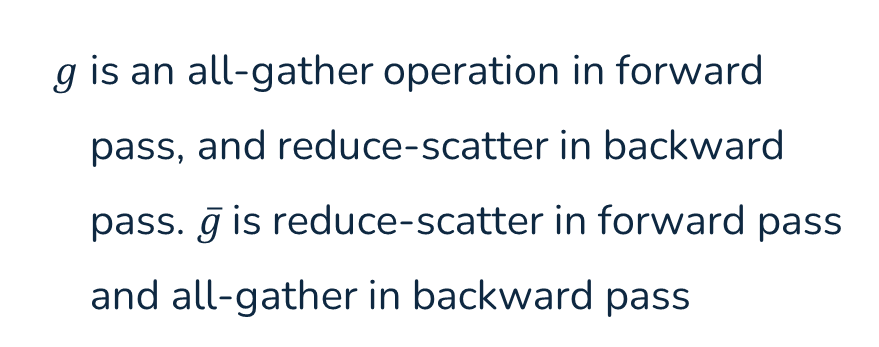 g is an all-gather operation in forward
pass, and reduce-scatter in backward
pass. ḡ is reduce-scatter in forward pass
and all-gather in backward pass